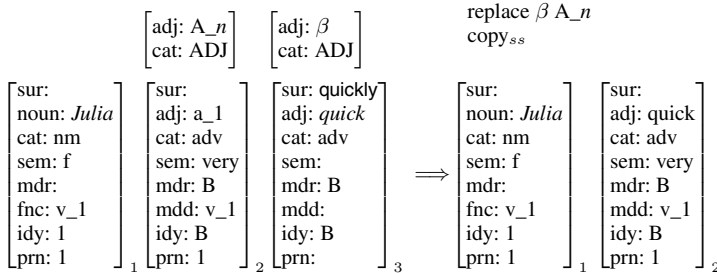 adj: A_n
cat: ADJ
adj: β
cat: ADJ
replace β A_n
copyss
sur:
noun: Julia
cat: nm
sem: f
mdr:
fnc: v_1
idy: 1
prn: 1
1
sur:
adj: a_1
cat: adv
sem: very
mdr: B
mdd: v_1
idy: B
prn: 1
2
sur: quickly
adj: quick
cat: adv
sem:
mdr: B
mdd:
idy: B
prn:
3
⟹
sur:
noun: Julia
cat: nm
sem: f
mdr:
fnc: v_1
idy: 1
prn: 1
1
sur:
adj: quick
cat: adv
sem: very
mdr: B
mdd: v_1
idy: B
prn: 1
2